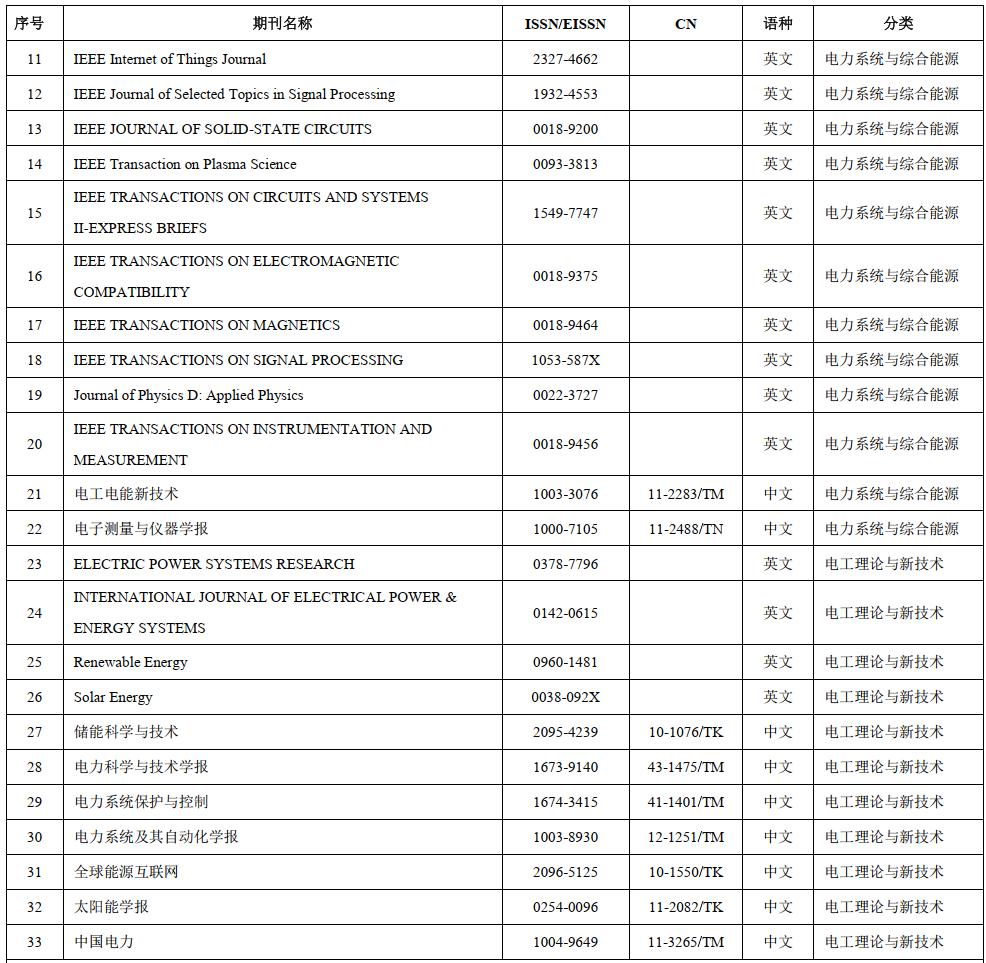 序号 期刊名称 ISSN/EISSN CN 语种 分类
11 IEEE Internet of Things Journal 2327-4662 英文 电力系统与综合能源
12 IEEE Journal of Selected Topics in Signal Processing 1932-4553 英文 电力系统与综合能源
13 IEEE JOURNAL OF SOLID-STATE CIRCUITS 0018-9200 英文 电力系统与综合能源
14 IEEE Transaction on Plasma Science 0093-3813 英文 电力系统与综合能源
IEEE TRANSACTIONS ON CIRCUITS AND SYSTEMS
15 1549-7747 英文 电力系统与综合能源
II-EXPRESS BRIEFS
IEEE TRANSACTIONS ON ELECTROMAGNETIC
16 0018-9375 英文 电力系统与综合能源
COMPATIBILITY
17 IEEE TRANSACTIONS ON MAGNETICS 0018-9464 英文 电力系统与综合能源
18 IEEE TRANSACTIONS ON SIGNAL PROCESSING 1053-587X 英文 电力系统与综合能源
19 Journal of Physics D: Applied Physics 0022-3727 英文 电力系统与综合能源
IEEE TRANSACTIONS ON INSTRUMENTATION AND
20 0018-9456 英文 电力系统与综合能源
MEASUREMENT
21 电工电能新技术 1003-3076 11-2283/TM 中文 电力系统与综合能源
22 电子测量与仪器学报 1000-7105 11-2488/TN 中文 电力系统与综合能源
23 ELECTRIC POWER SYSTEMS RESEARCH 0378-7796 英文 电工理论与新技术
INTERNATIONAL JOURNAL OF ELECTRICAL POWER &
24 0142-0615 英文 电工理论与新技术
ENERGY SYSTEMS
25 Renewable Energy 0960-1481 英文 电工理论与新技术
26 Solar Energy 0038-092X 英文 电工理论与新技术
27 储能科学与技术 2095-4239 10-1076/TK 中文 电工理论与新技术
28 电力科学与技术学报 1673-9140 43-1475/TM 中文 电工理论与新技术
29 电力系统保护与控制 1674-3415 41-1401/TM 中文 电工理论与新技术
30 电力系统及其自动化学报 1003-8930 12-1251/TM 中文 电工理论与新技术
31 全球能源互联网 2096-5125 10-1550/TK 中文 电工理论与新技术
32 太阳能学报 0254-0096 11-2082/TK 中文 电工理论与新技术
33 中国电力 1004-9649 11-3265/TM 中文 电工理论与新技术